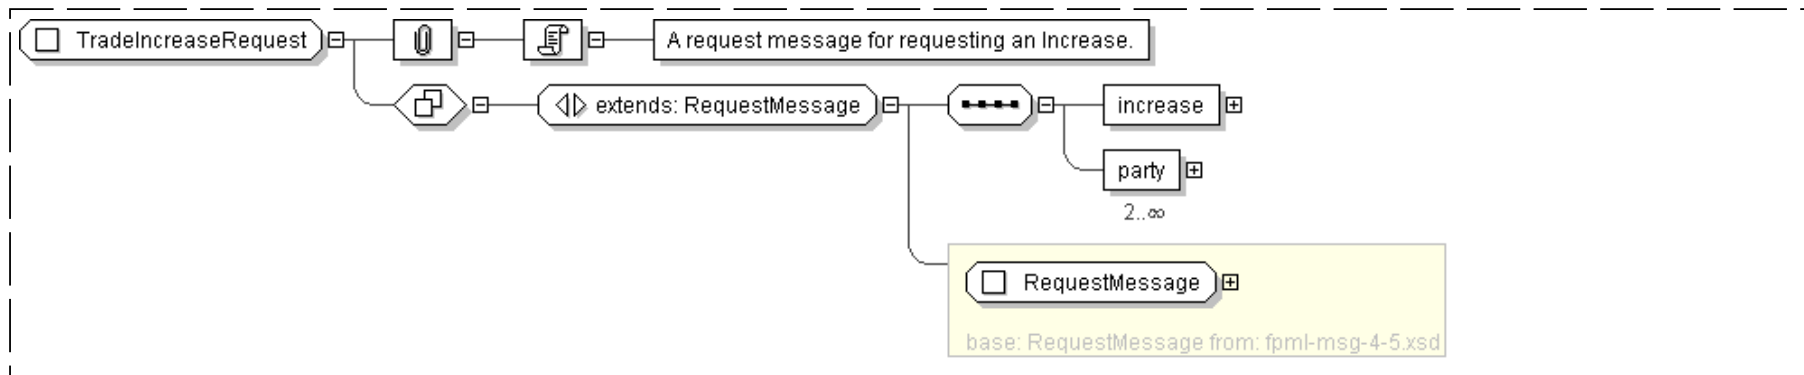 TradeIncreaseRequest
A request message for requesting an Increase.
extends: RequestMessage
increase
party
2..∞
RequestMessage
base: RequestMessage from: fpml-msg-4-5.xsd